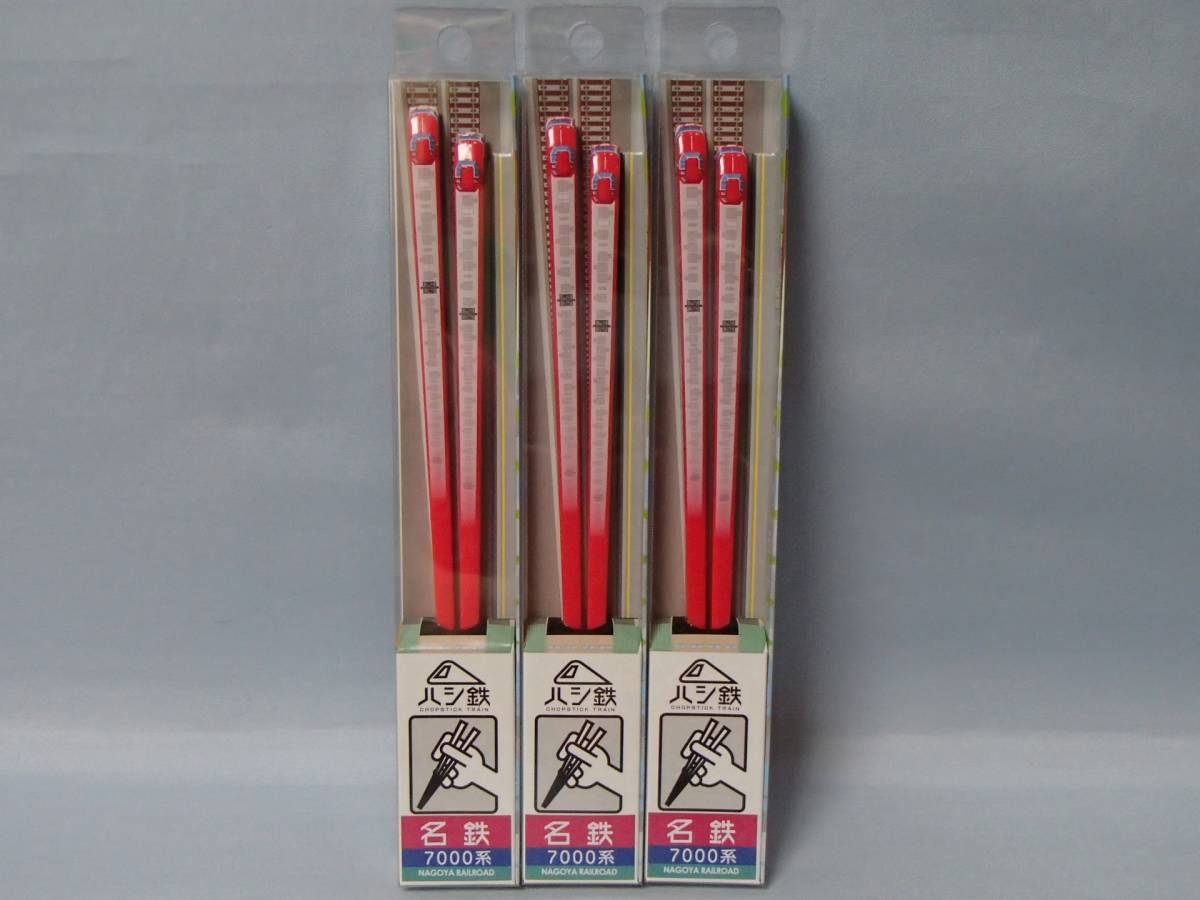 ハシ鉄
CHOPSTICK TRAIN
名鉄
7000系
NAGOYA RAILROAD
ハシ鉄
CHOPSTICK TRAIN
名鉄
7000系
NAGOYA RAILROAD
ハシ鉄
CHOPSTICK TRAIN
名鉄
7000系
NAGOYA RAILROAD